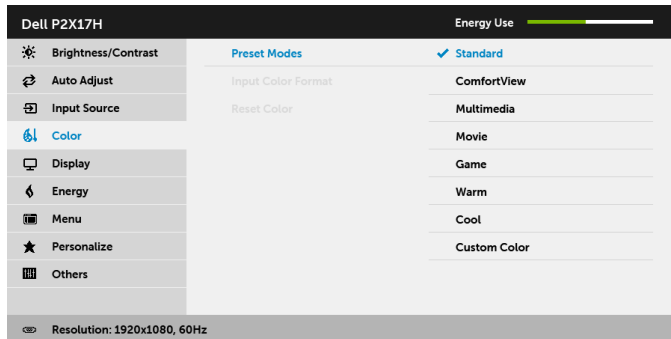 Dell P2X17H
Energy Use
Brightness/Contrast
Preset Modes
Standard
Auto Adjust
Input Color Format
ComfortView
Input Source
Reset Color
Multimedia
Color
Movie
Display
Game
Energy
Warm
Menu
Cool
Personalize
Custom Color
Others
Resolution: 1920x1080, 60Hz